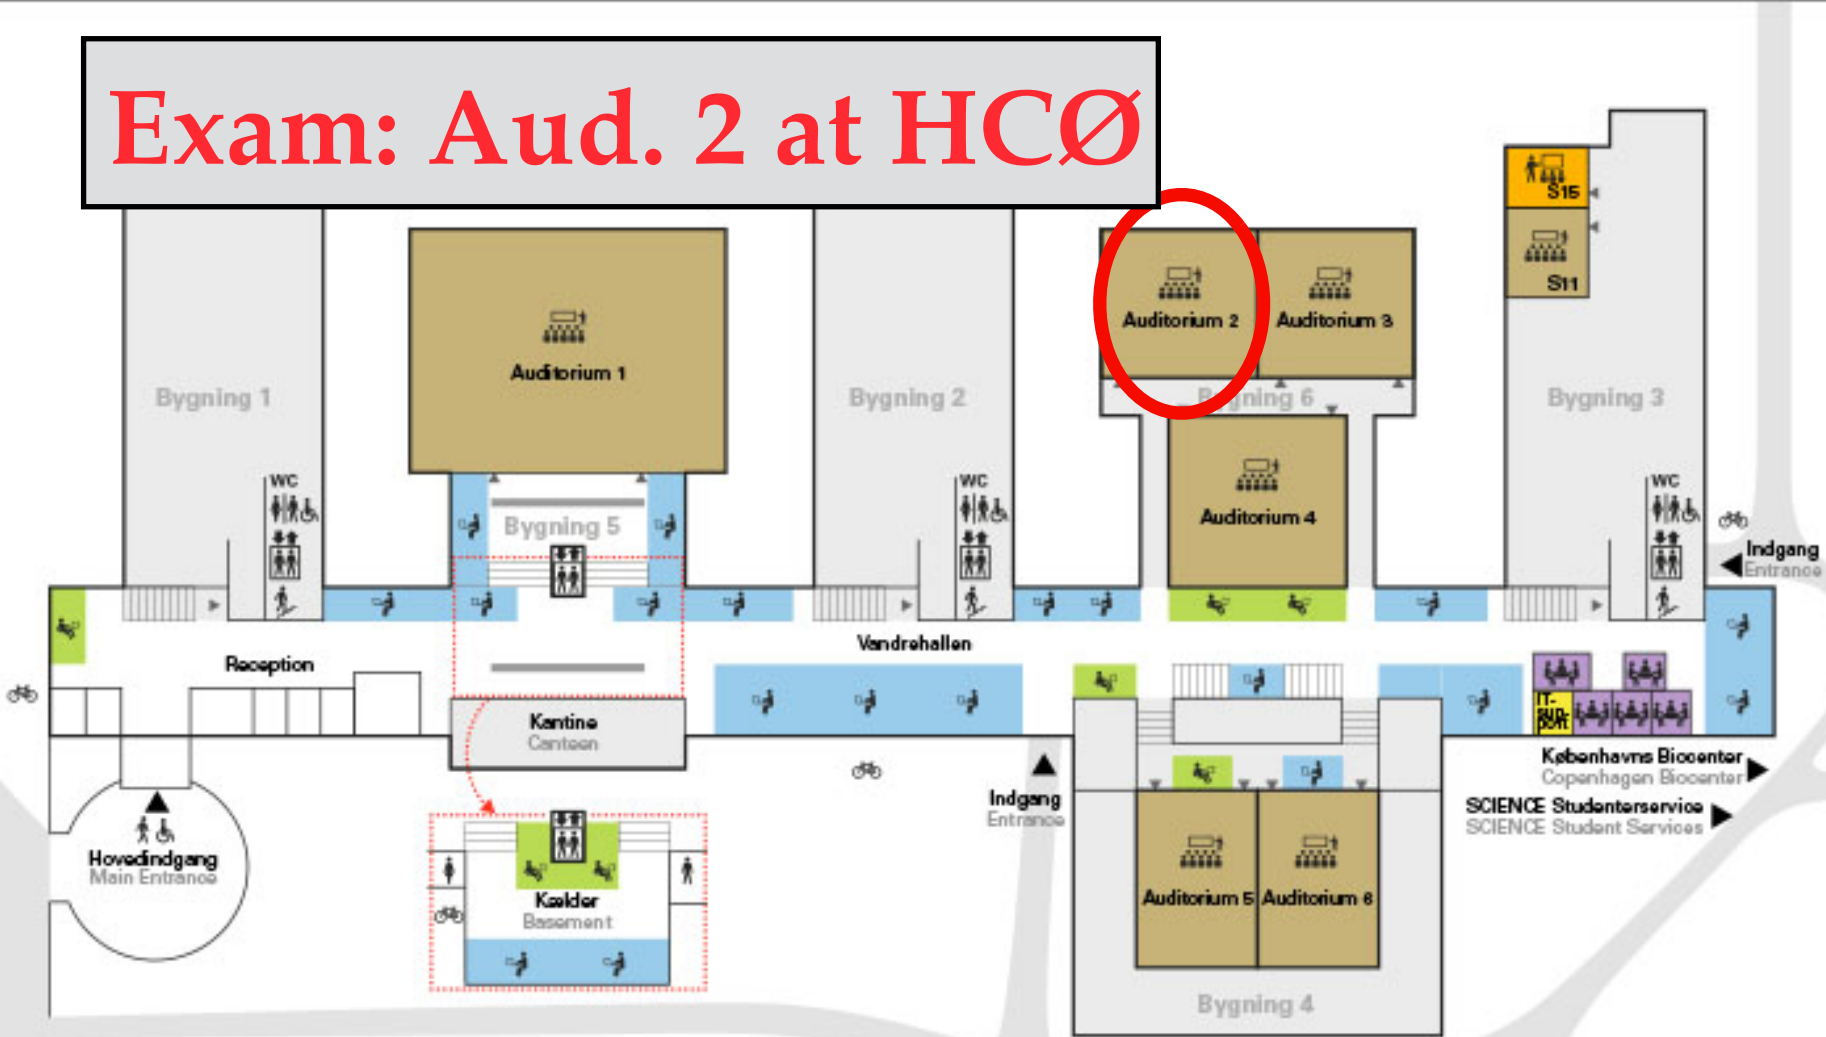 Exam: Aud. 2 at HCØ
S15
S11
Auditorium 2
Auditorium 3
Auditorium 1
Bygning 1
Bygning 2
Bygning 6
Bygning 3
WC
WC
WC
Bygning 5
Auditorium 4
Indgang
Entrance
Vandrehallen
Reception
IT-
SUP-
PORT
Kantine
Canteen
Københavns Biocenter
Copenhagen Biocenter
Indgang
Entrance
SCIENCE Studenterservice
SCIENCE Student Services
Hovedindgang
Main Entrance
Kælder
Basement
Auditorium 5
Auditorium 6
Bygning 4